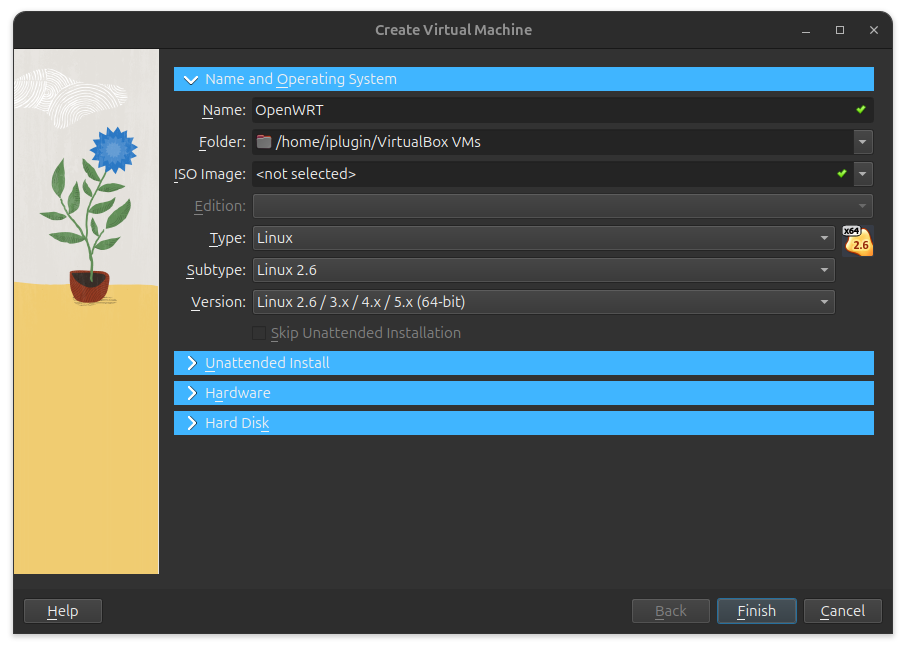 Create Virtual Machine
Name and Operating System
Name: OpenWRT
Folder: /home/iplugin/VirtualBox VMs
ISO Image: <not selected>
Edition:
Type: Linux
x64
2.6
Subtype: Linux 2.6
Version: Linux 2.6 / 3.x / 4.x / 5.x (64-bit)
Skip Unattended Installation
Unattended Install
Hardware
Hard Disk
Help Back Finish Cancel